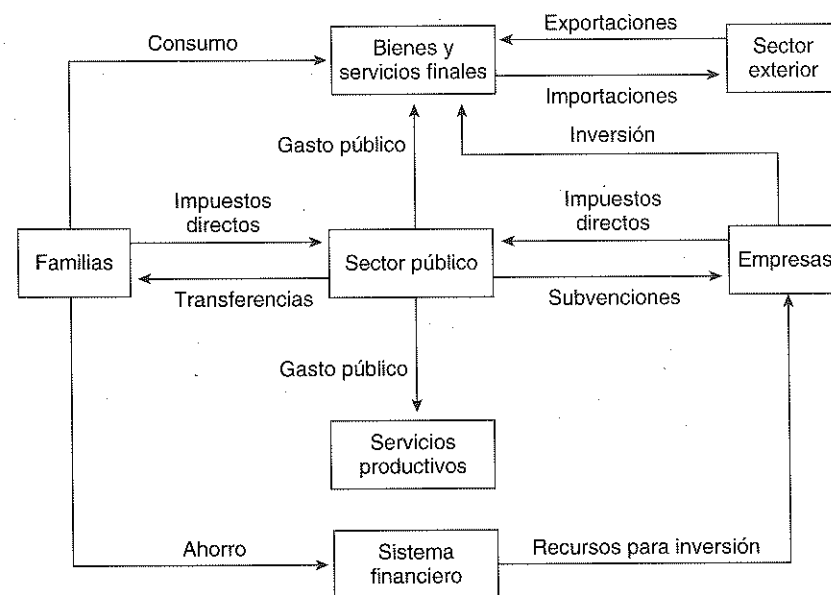 Consumo
Bienes y
servicios finales
Exportaciones
Sector
exterior
Importaciones
Gasto público
Inversión
Impuestos
directos
Impuestos
directos
Familias
Sector público
Empresas
Transferencias
Subvenciones
Gasto público
Servicios
productivos
Ahorro
Sistema
financiero
Recursos para inversión